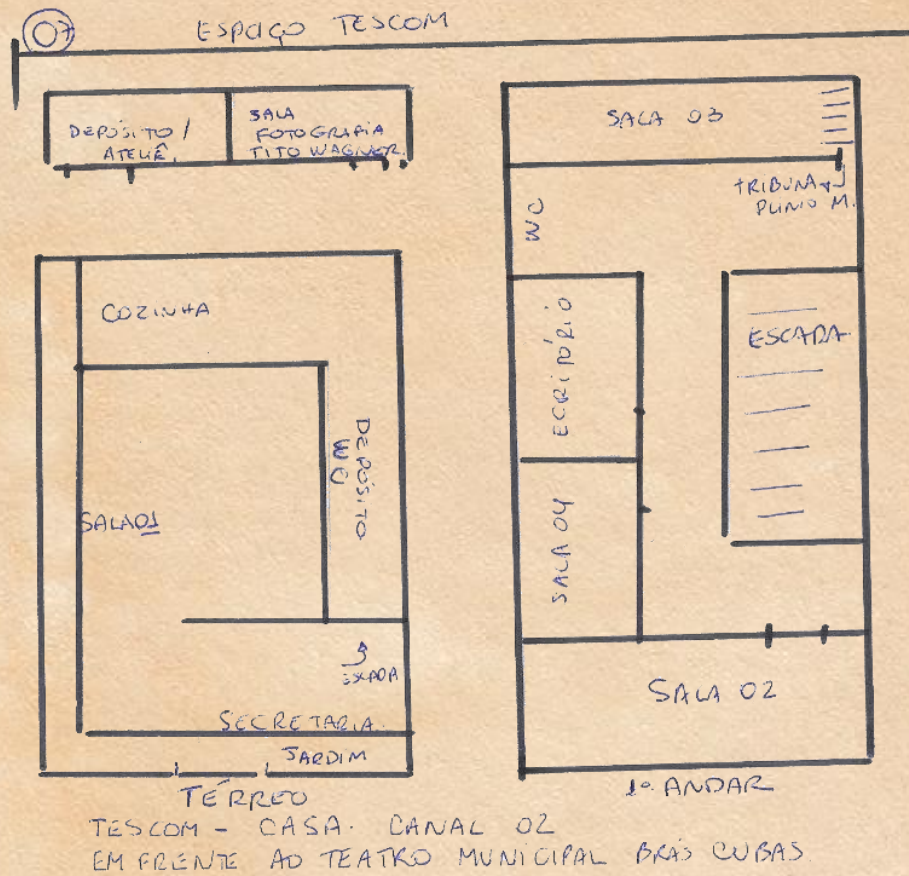 07
ESPAÇO TESCOM
DEPÓSITO /
ATELIÊ.
SALA
FOTOGRAFIA
TITO WAGNER.
COZINHA
DEPÓSITO
WC
SALA 01
ESCADA
SECRETARIA.
JARDIM
TÉRREO
SALA 03
TRIBUNA
PLINIO M.
WC
ECRIPÓRIO
ESCADA.
SALA 04
SALA 02
1º ANDAR
TESCOM - CASA. CANAL 02
EM FRENTE AO TEATRO MUNICIPAL BRÁS CUBAS